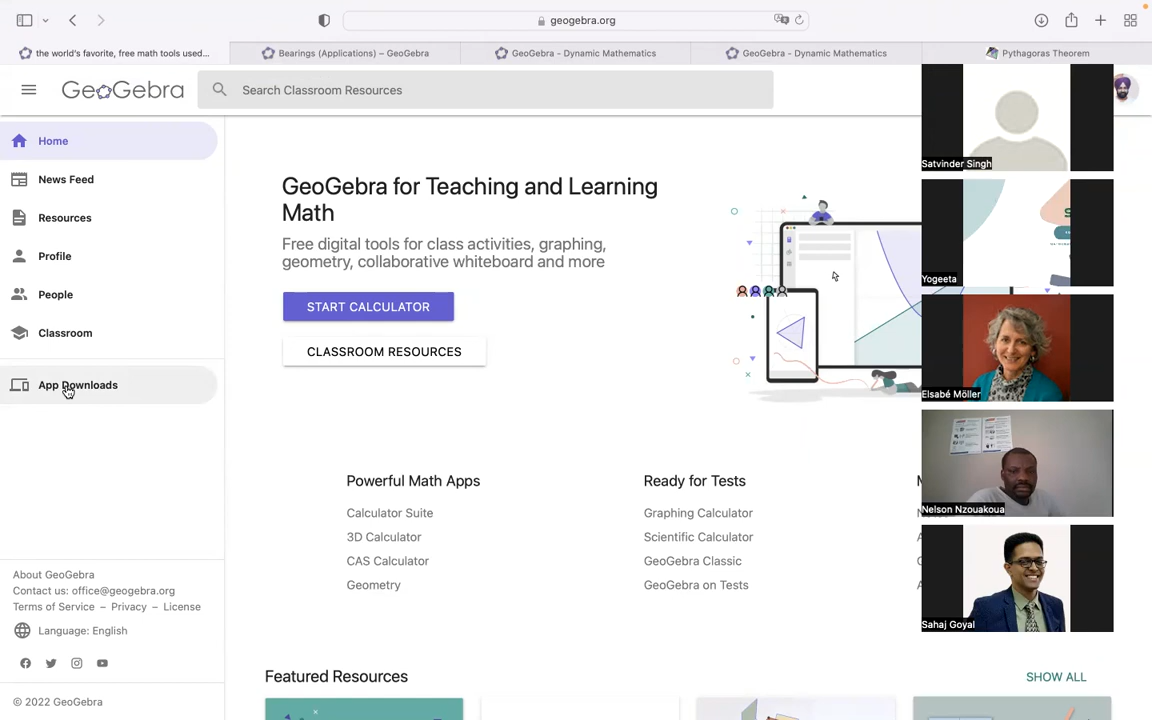 geogebra.org
the world's favorite, free math tools used...
Bearings (Applications) – GeoGebra
GeoGebra - Dynamic Mathematics
GeoGebra - Dynamic Mathematics
Pythagoras Theorem
GeoGebra
Search Classroom Resources
Home
News Feed
Resources
Profile
People
Classroom
App Downloads
GeoGebra for Teaching and Learning
Math
Free digital tools for class activities, graphing,
geometry, collaborative whiteboard and more
START CALCULATOR
CLASSROOM RESOURCES
Powerful Math Apps
Calculator Suite
3D Calculator
CAS Calculator
Geometry
Ready for Tests
Graphing Calculator
Scientific Calculator
GeoGebra Classic
GeoGebra on Tests
Satvinder Singh
Yogeeta
Elsabé Möller
Nelson Nzouakoua
Sahaj Goyal
About GeoGebra
Contact us: office@geogebra.org
Terms of Service – Privacy – License
Language: English
© 2022 GeoGebra
Featured Resources
SHOW ALL